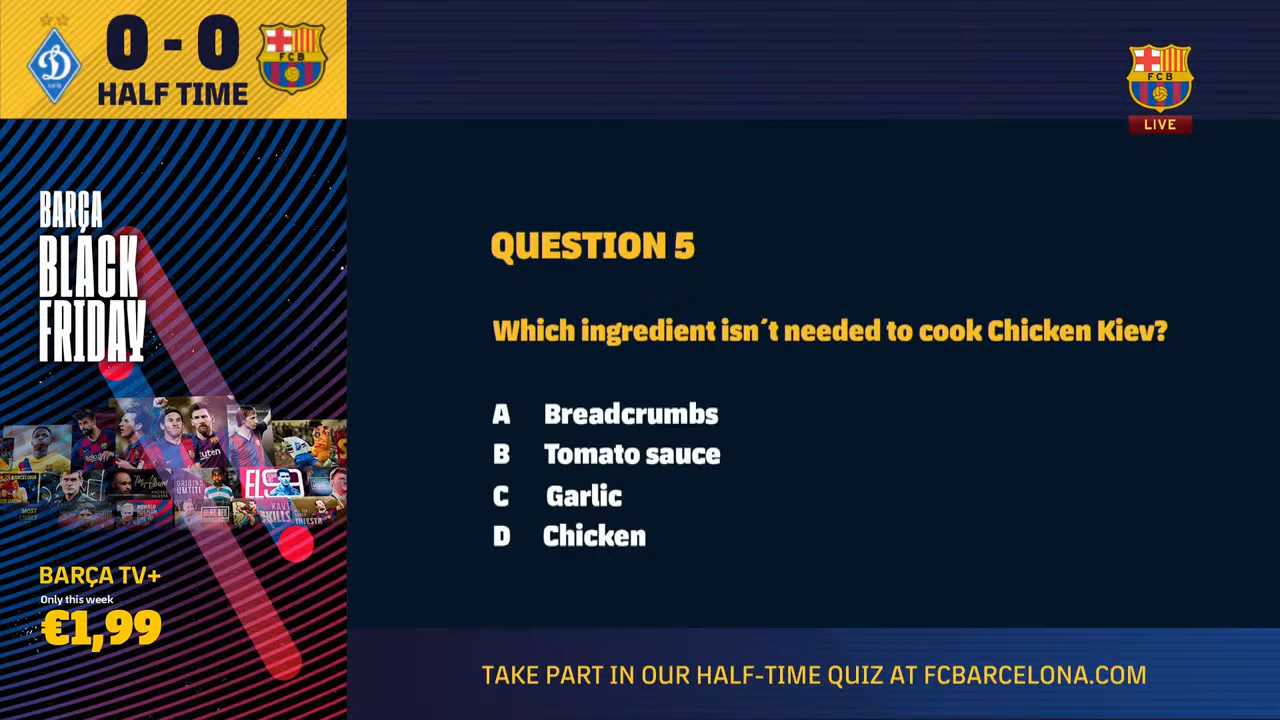 0 - 0
HALF TIME
FCB
FCB
LIVE
BARÇA
BLACK
FRIDAY
BARÇA TV+
Only this week
€1,99
QUESTION 5
Which ingredient isn´t needed to cook Chicken Kiev?
A Breadcrumbs
B Tomato sauce
C Garlic
D Chicken
TAKE PART IN OUR HALF-TIME QUIZ AT FCBARCELONA.COM